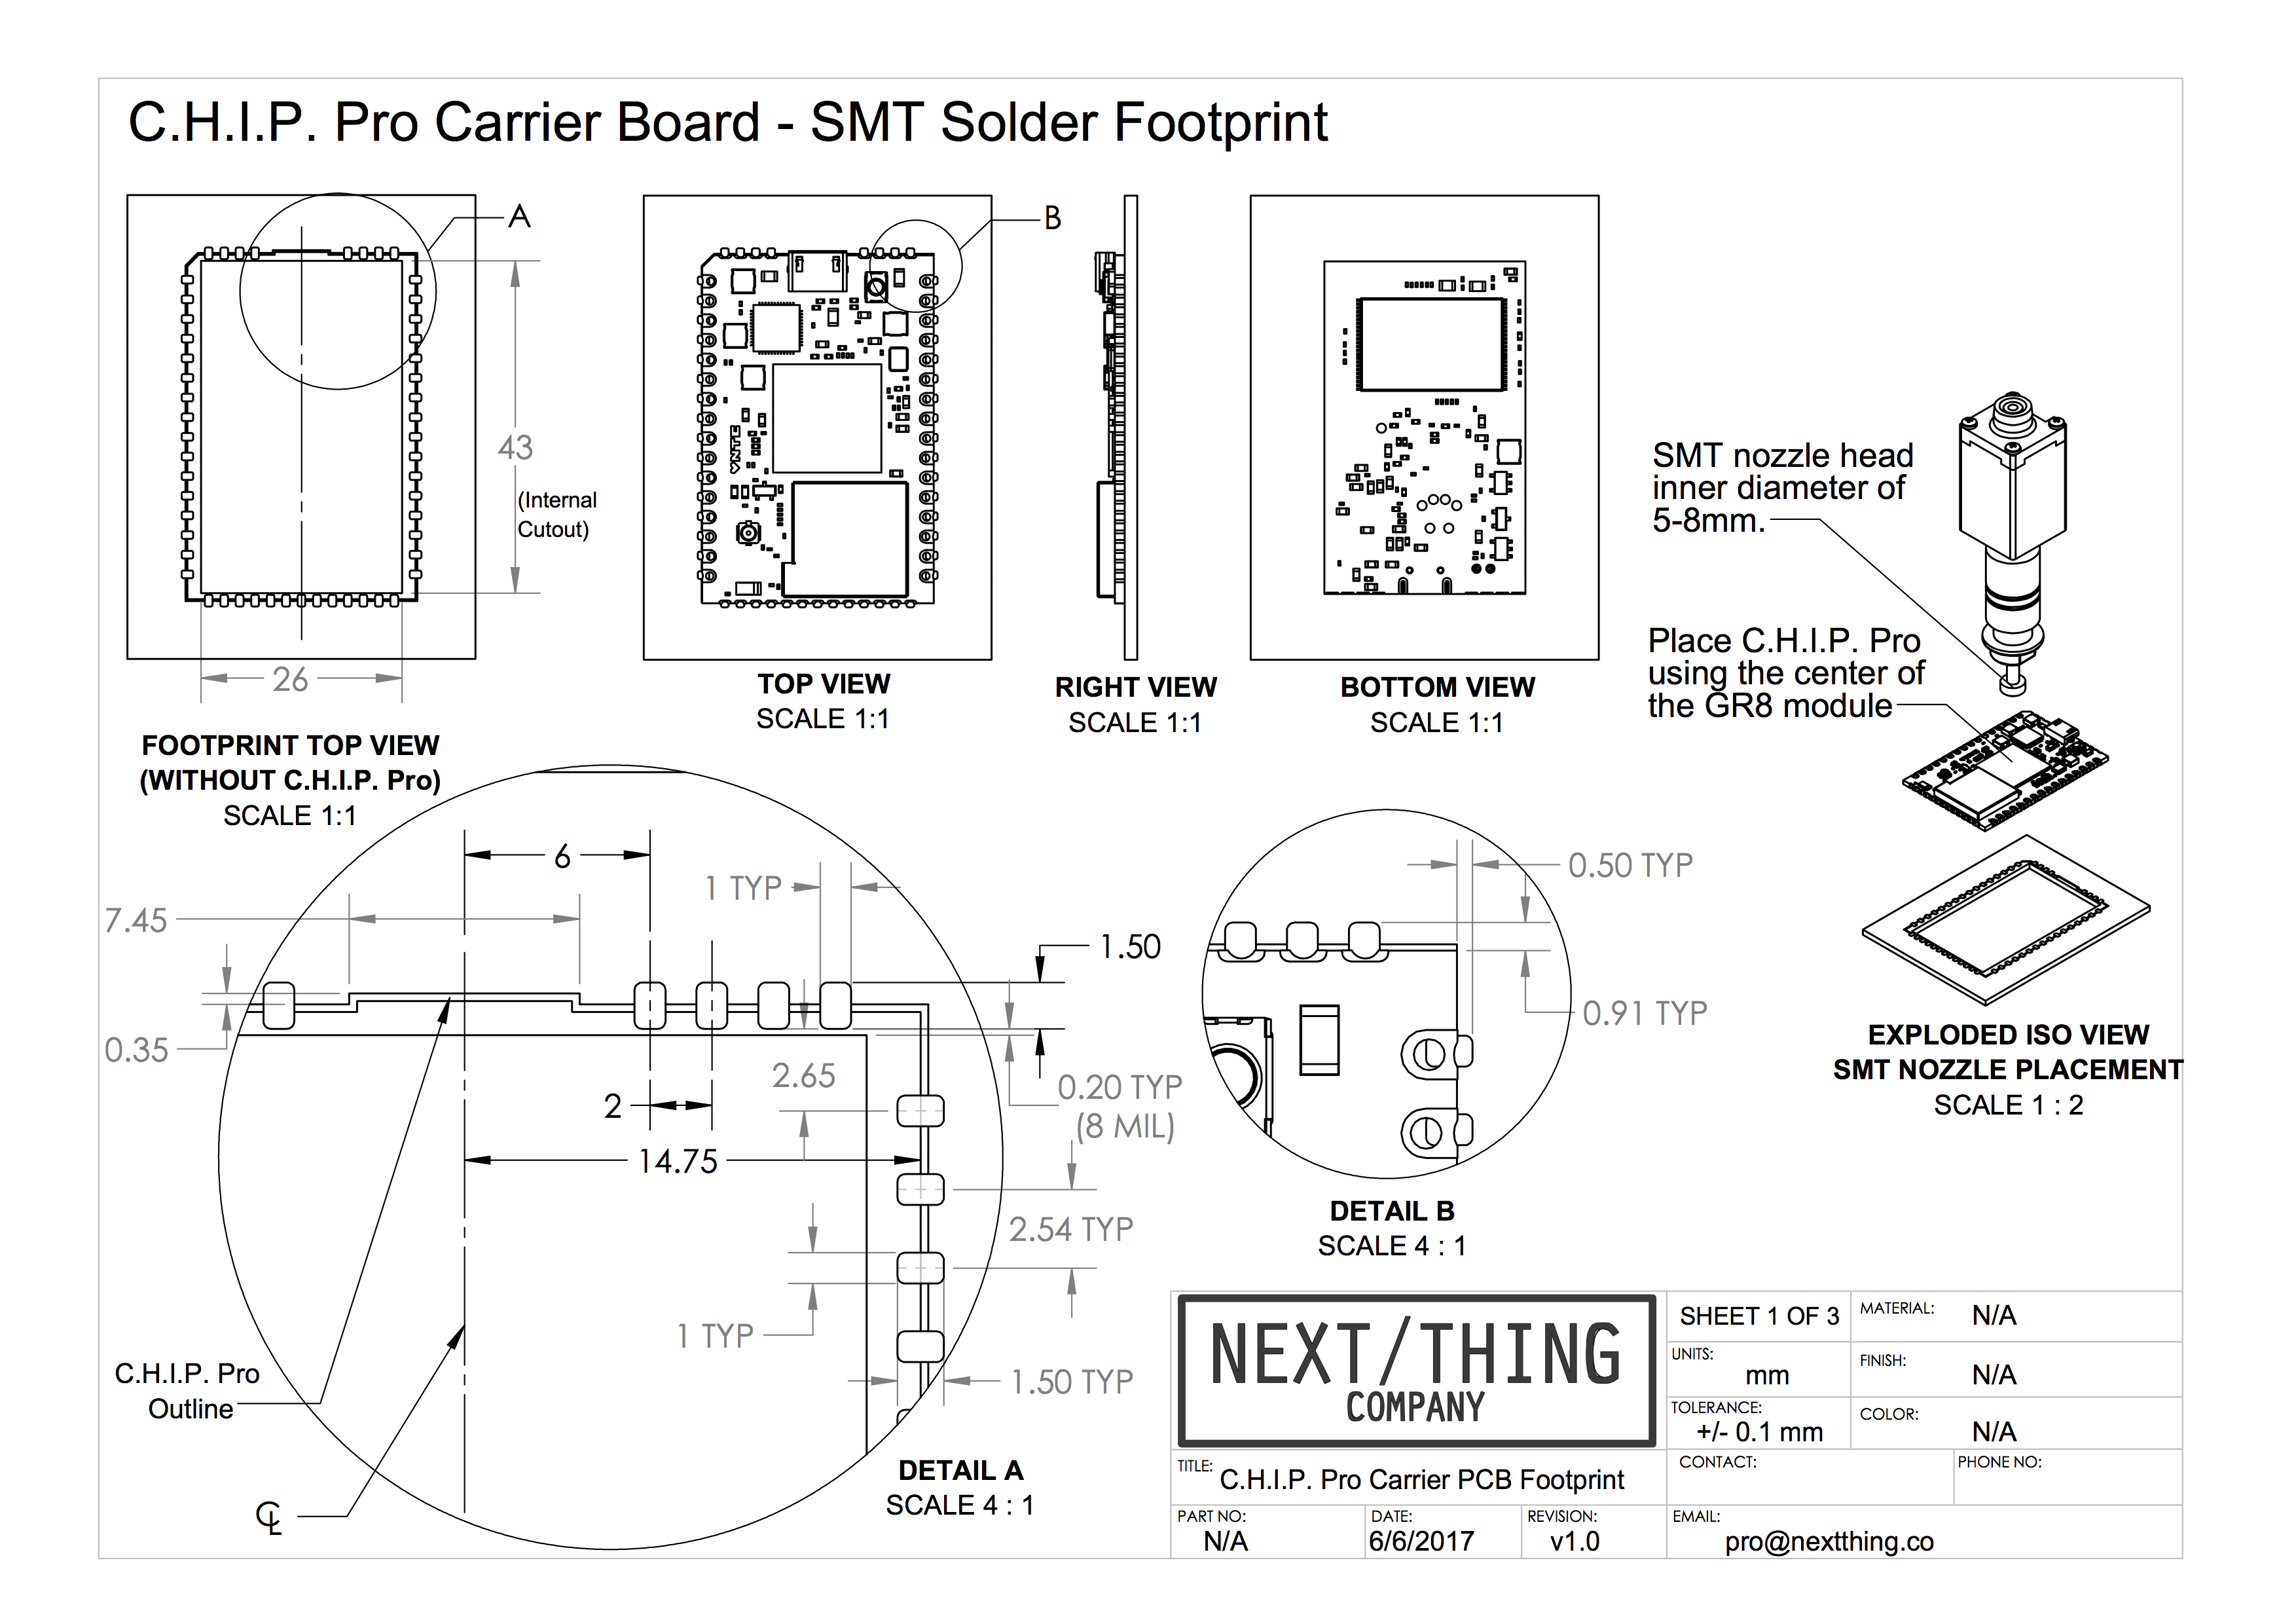 C.H.I.P. Pro Carrier Board - SMT Solder Footprint
A
43
(Internal
Cutout)
26
FOOTPRINT TOP VIEW
(WITHOUT C.H.I.P. Pro)
SCALE 1:1
B
TOP VIEW
SCALE 1:1
RIGHT VIEW
SCALE 1:1
BOTTOM VIEW
SCALE 1:1
SMT nozzle head
inner diameter of
5-8mm.
Place C.H.I.P. Pro
using the center of
the GR8 module
EXPLODED ISO VIEW
SMT NOZZLE PLACEMENT
SCALE 1 : 2
6
1 TYP
7.45
1.50
0.35
2.65
0.20 TYP
(8 MIL)
2
14.75
2.54 TYP
1 TYP
1.50 TYP
C.H.I.P. Pro
Outline
CL
DETAIL A
SCALE 4 : 1
0.50 TYP
0.91 TYP
DETAIL B
SCALE 4 : 1
NEXT/THING
COMPANY
SHEET 1 OF 3
MATERIAL: N/A
UNITS: mm
FINISH: N/A
TOLERANCE: +/- 0.1 mm
COLOR: N/A
TITLE: C.H.I.P. Pro Carrier PCB Footprint
CONTACT:
PHONE NO:
PART NO: N/A
DATE: 6/6/2017
REVISION: v1.0
EMAIL: pro@nextthing.co